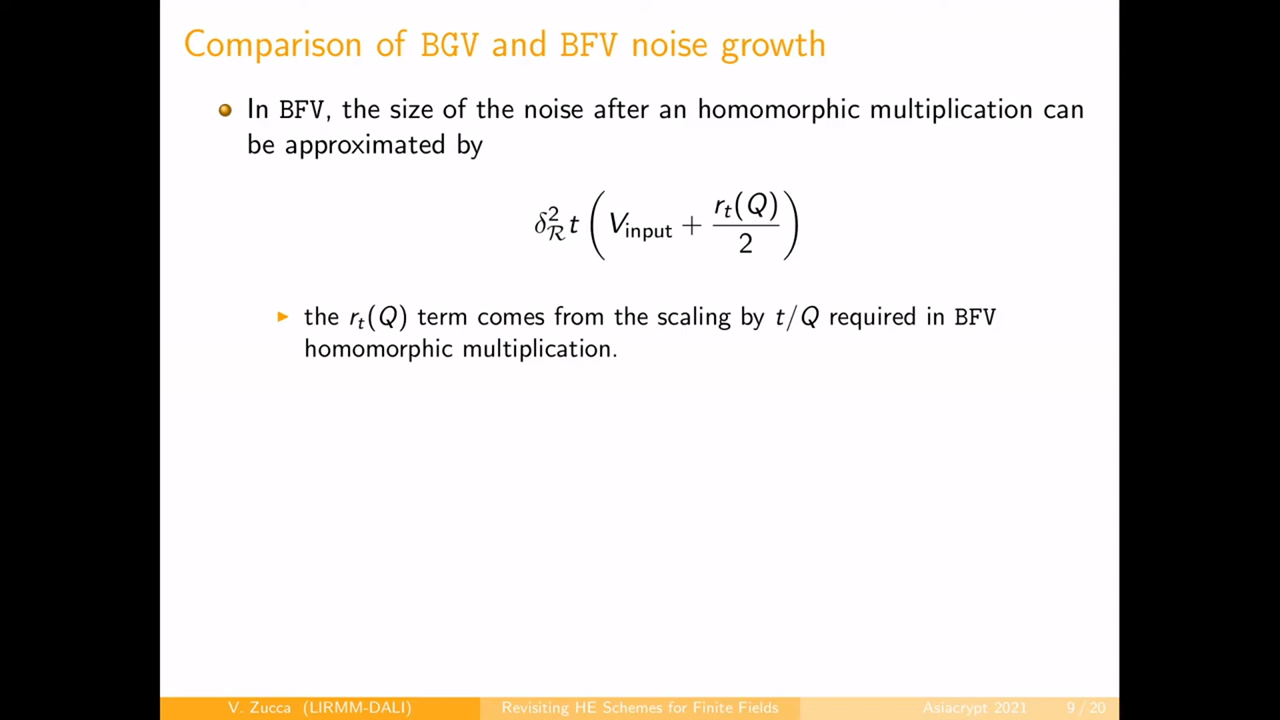 Comparison of BGV and BFV noise growth
In BFV, the size of the noise after an homomorphic multiplication can
be approximated by
δ_R^2 t (V_input + r_t(Q)/2)
▶ the r_t(Q) term comes from the scaling by t/Q required in BFV
homomorphic multiplication.
V. Zucca (LIRMM-DALI) Revisiting HE Schemes for Finite Fields Asiacrypt 2021 9 / 20